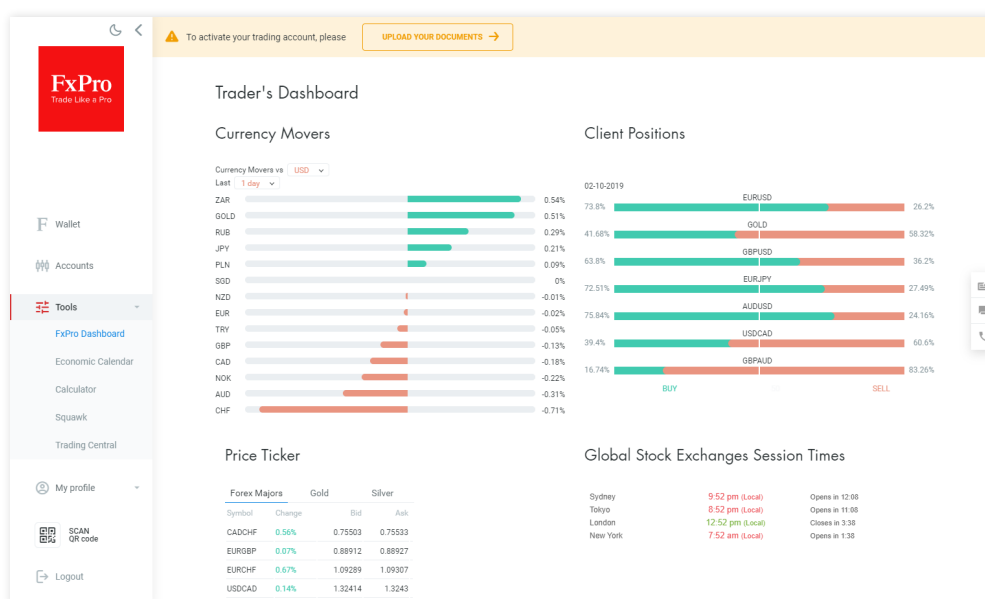 To activate your trading account, please UPLOAD YOUR DOCUMENTS
FxPro
Trade Like a Pro
Wallet
Accounts
Tools
FxPro Dashboard
Economic Calendar
Calculator
Squawk
Trading Central
My profile
SCAN
QR code
Logout
Trader's Dashboard
Currency Movers
Currency Movers vs USD
Last 1 day
ZAR 0.54%
GOLD 0.51%
RUB 0.29%
JPY 0.21%
PLN 0.09%
SGD 0%
NZD -0.01%
EUR -0.02%
TRY -0.05%
GBP -0.13%
CAD -0.18%
NOK -0.22%
AUD -0.31%
CHF -0.71%
Client Positions
02-10-2019
EURUSD
73.8% 26.2%
GOLD
41.68% 58.32%
GBPUSD
63.8% 36.2%
EURJPY
72.51% 27.49%
AUDUSD
75.84% 24.16%
USDCAD
39.4% 60.6%
GBPAUD
16.74% 83.26%
BUY SELL
Price Ticker
Forex Majors Gold Silver
Symbol Change Bid Ask
CADCHF 0.56% 0.75503 0.75533
EURGBP 0.07% 0.88912 0.88927
EURCHF 0.67% 1.09289 1.09307
USDCAD 0.14% 1.32414 1.3243
Global Stock Exchanges Session Times
Sydney 9:52 pm (Local) Opens in 12:08
Tokyo 8:52 pm (Local) Opens in 11:08
London 12:52 pm (Local) Closes in 3:38
New York 7:52 am (Local) Opens in 1:38